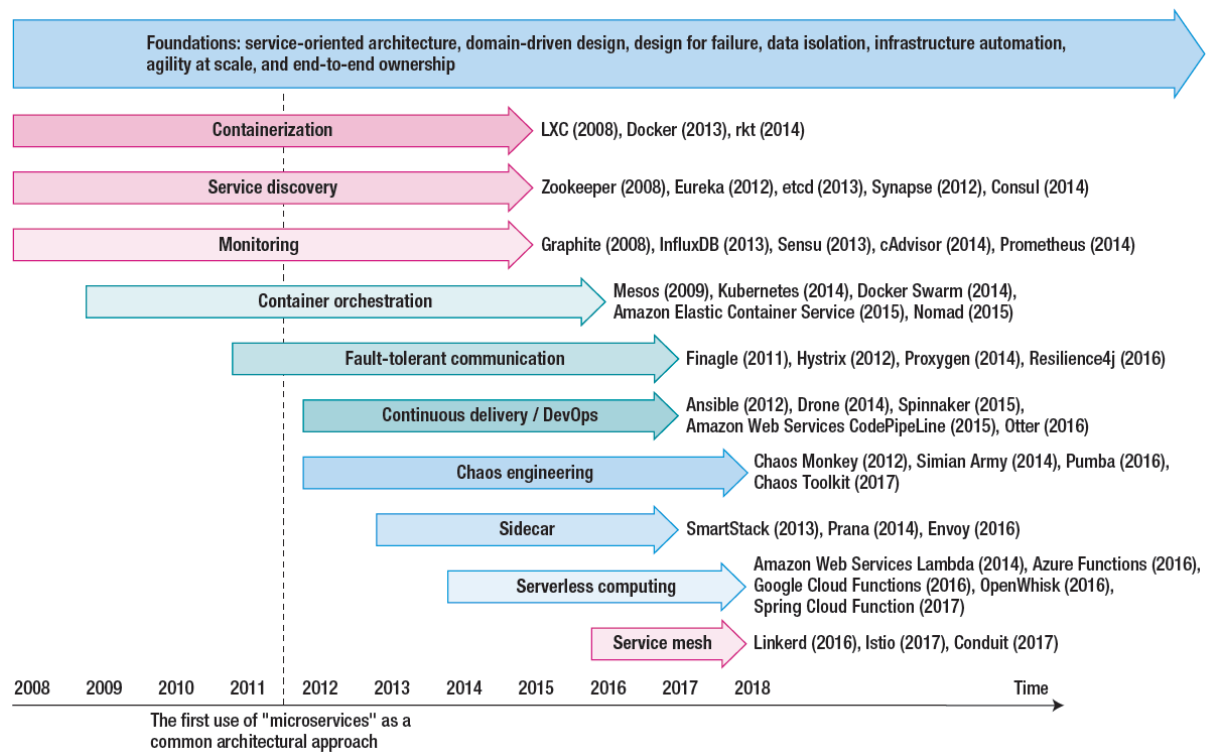 Foundations: service-oriented architecture, domain-driven design, design for failure, data isolation, infrastructure automation,
agility at scale, and end-to-end ownership
Containerization
LXC (2008), Docker (2013), rkt (2014)
Service discovery
Zookeeper (2008), Eureka (2012), etcd (2013), Synapse (2012), Consul (2014)
Monitoring
Graphite (2008), InfluxDB (2013), Sensu (2013), cAdvisor (2014), Prometheus (2014)
Container orchestration
Mesos (2009), Kubernetes (2014), Docker Swarm (2014),
Amazon Elastic Container Service (2015), Nomad (2015)
Fault-tolerant communication
Finagle (2011), Hystrix (2012), Proxygen (2014), Resilience4j (2016)
Continuous delivery / DevOps
Ansible (2012), Drone (2014), Spinnaker (2015),
Amazon Web Services CodePipeLine (2015), Otter (2016)
Chaos engineering
Chaos Monkey (2012), Simian Army (2014), Pumba (2016),
Chaos Toolkit (2017)
Sidecar
SmartStack (2013), Prana (2014), Envoy (2016)
Serverless computing
Amazon Web Services Lambda (2014), Azure Functions (2016),
Google Cloud Functions (2016), OpenWhisk (2016),
Spring Cloud Function (2017)
Service mesh
Linkerd (2016), Istio (2017), Conduit (2017)
2008 2009 2010 2011 2012 2013 2014 2015 2016 2017 2018 Time
The first use of "microservices" as a
common architectural approach